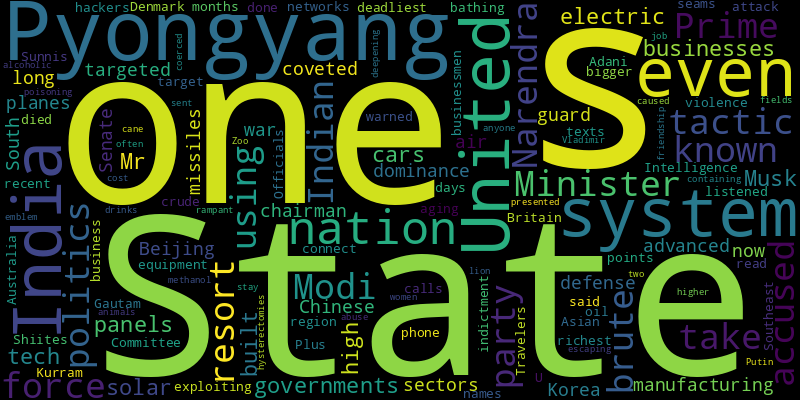 hackers Denmark months done networks deadliest bathing seams attack
Pyongyang
Sunnis
alcoholic
poisoning
long
targeted
target
coveted
coerced
deepening
businessmen
United
Narendra
electric
Prime
businesses
Adani
bigger
job
S
even
caused
fields
planes
died
South
Senate
cane
often
Mr
cost
missiles
sent
one
war
Zoo
Officials
Indian
warned
cars
dominance
days
air
anyone
guard
texts
Vladimir
violence
friendship
tactic
known
Intelligence
containing
Musk
listened
recent
emblem
India
politics
business
drinks
rampant
crude
using
chairman
nation
connect
aging
presented
Britain
Minister
system
advanced
now
points
read
Australia
Beijing
equipment
methanol
Gautam
animals
panels
Committee
Shiites
tech
Kurram
force
solar
resort
exploiting
State
stay
hysterectomies
built
region
Plus
Modi
Chinese
high
abuse
women
calls
phone
lion
indictment
party
names
governments
sectors
Travelers
U
defense
said
oil
Asian
richest
escaping
Korea
brute
two
higher
take
Southeast
accused
Putin
manufacturing